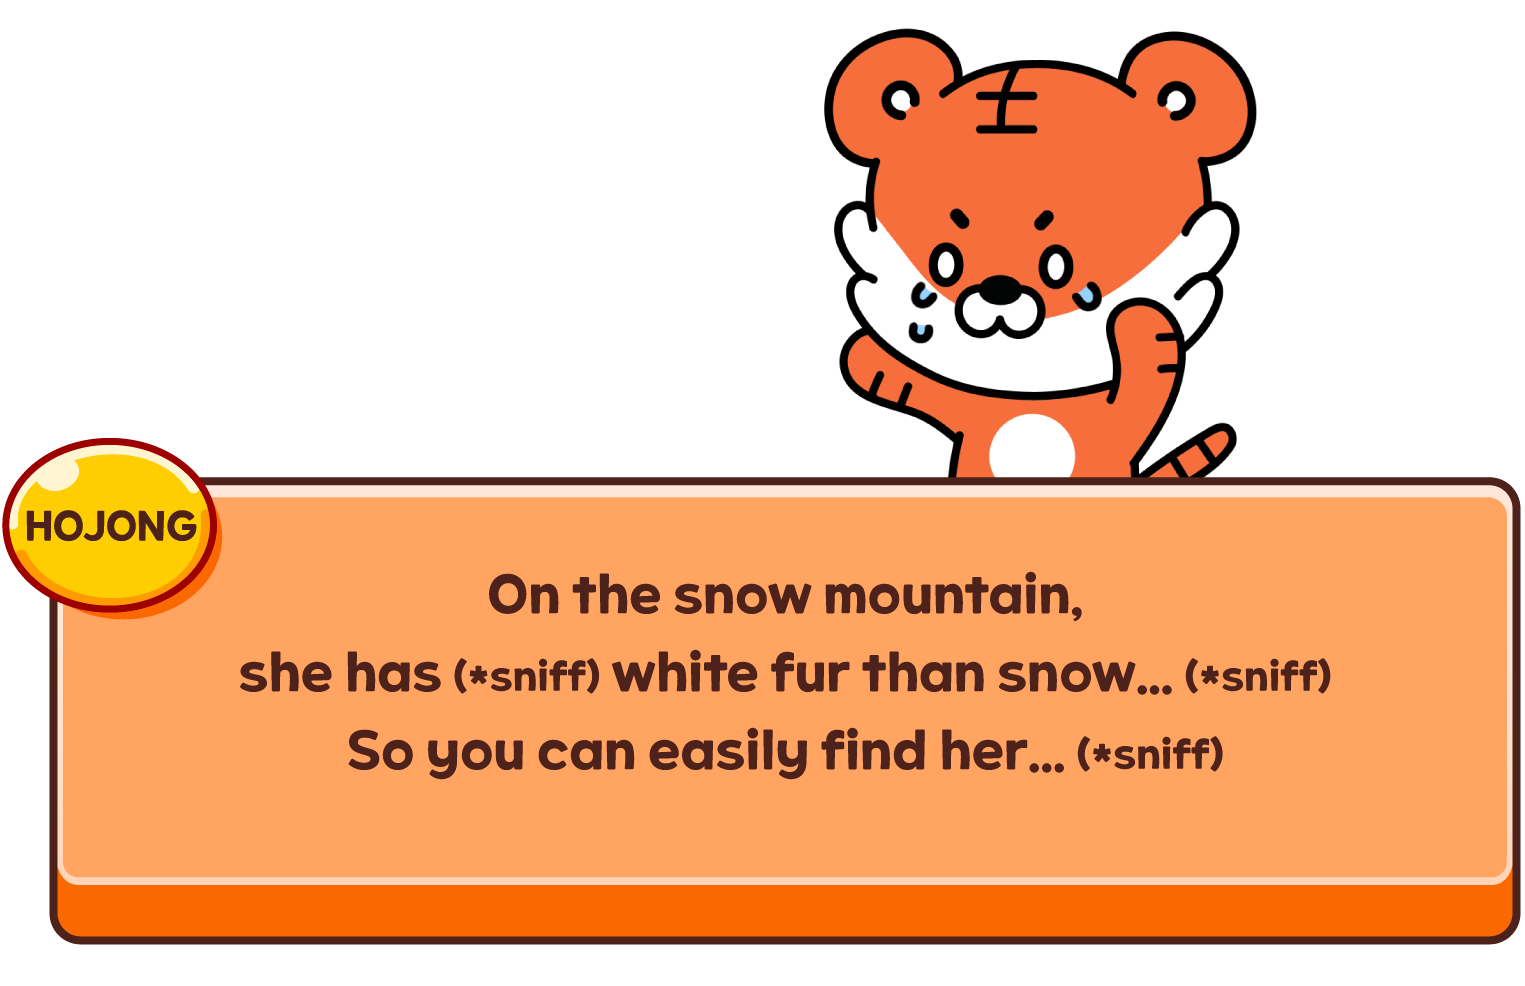 HOJONG
On the snow mountain,
she has (*sniff) white fur than snow... (*sniff)
So you can easily find her... (*sniff)